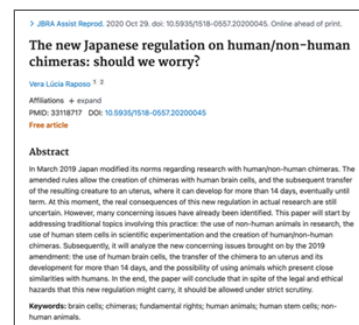 > JBRA Assist Reprod. 2020 Oct 29. doi: 10.5935/1518-0557.20200045. Online ahead of print.
The new Japanese regulation on human/non-human
chimeras: should we worry?
Vera Lúcia Raposo 1 2
Affiliations + expand
PMID: 33118717 DOI: 10.5935/1518-0557.20200045
Free article
Abstract
In March 2019 Japan modified its norms regarding research with human/non-human chimeras. The
amended rules allow the creation of chimeras with human brain cells, and the subsequent transfer
of the resulting creature to an uterus, where it can develop for more than 14 days, eventually until
term. At this moment, the real consequences of this new regulation in actual research are still
uncertain. However, many concerning issues have already been identified. This paper will start by
addressing traditional topics involving this practice: the use of non-human animals in research, the
use of human stem cells in scientific experimentation and the creation of human/non-human
chimeras. Subsequently, it will analyze the new concerning issues brought on by the 2019
amendment: the use of human brain cells, the transfer of the chimera to an uterus and its
development for more than 14 days, and the possibility of using animals which present close
similarities with humans. In the end, the paper will conclude that in spite of the legal and ethical
hazards that this new regulation might carry, it should be allowed under strict scrutiny.
Keywords: brain cells; chimeras; fundamental rights; human animals; human stem cells; non-
human animals.